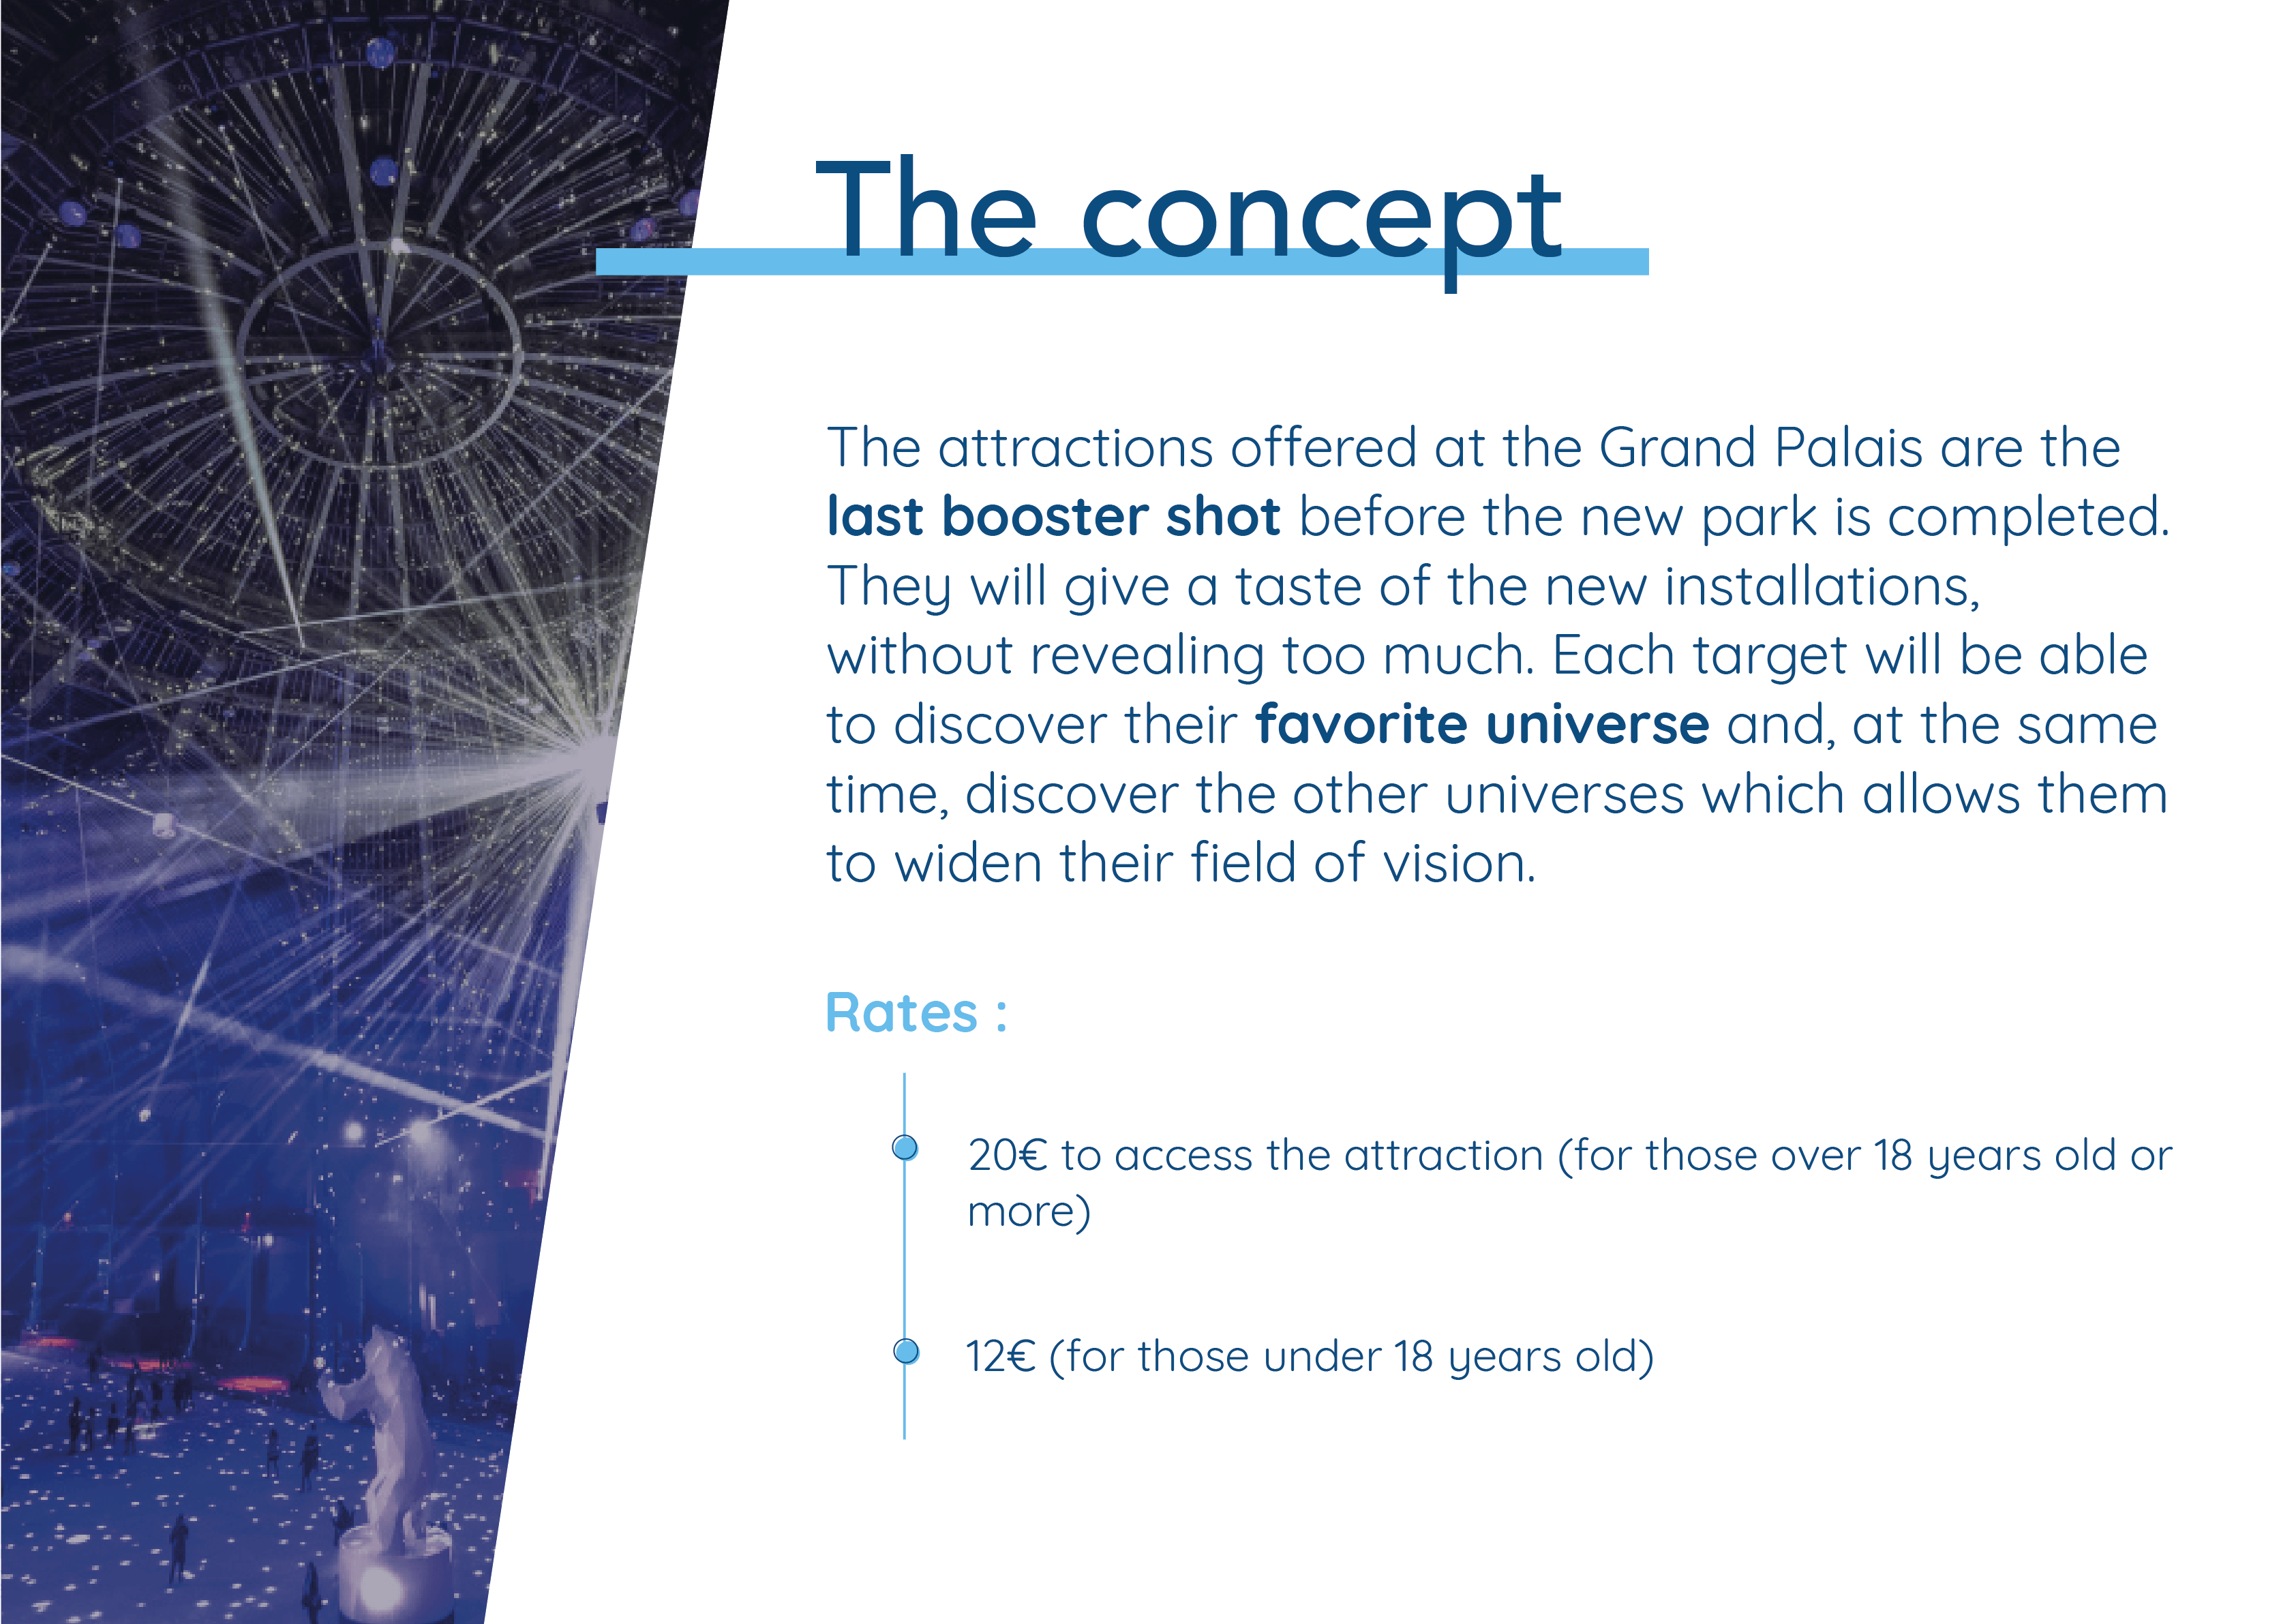 The concept
The attractions offered at the Grand Palais are the
last booster shot before the new park is completed.
They will give a taste of the new installations,
without revealing too much. Each target will be able
to discover their favorite universe and, at the same
time, discover the other universes which allows them
to widen their field of vision.
Rates :
20€ to access the attraction (for those over 18 years old or
more)
12€ (for those under 18 years old)